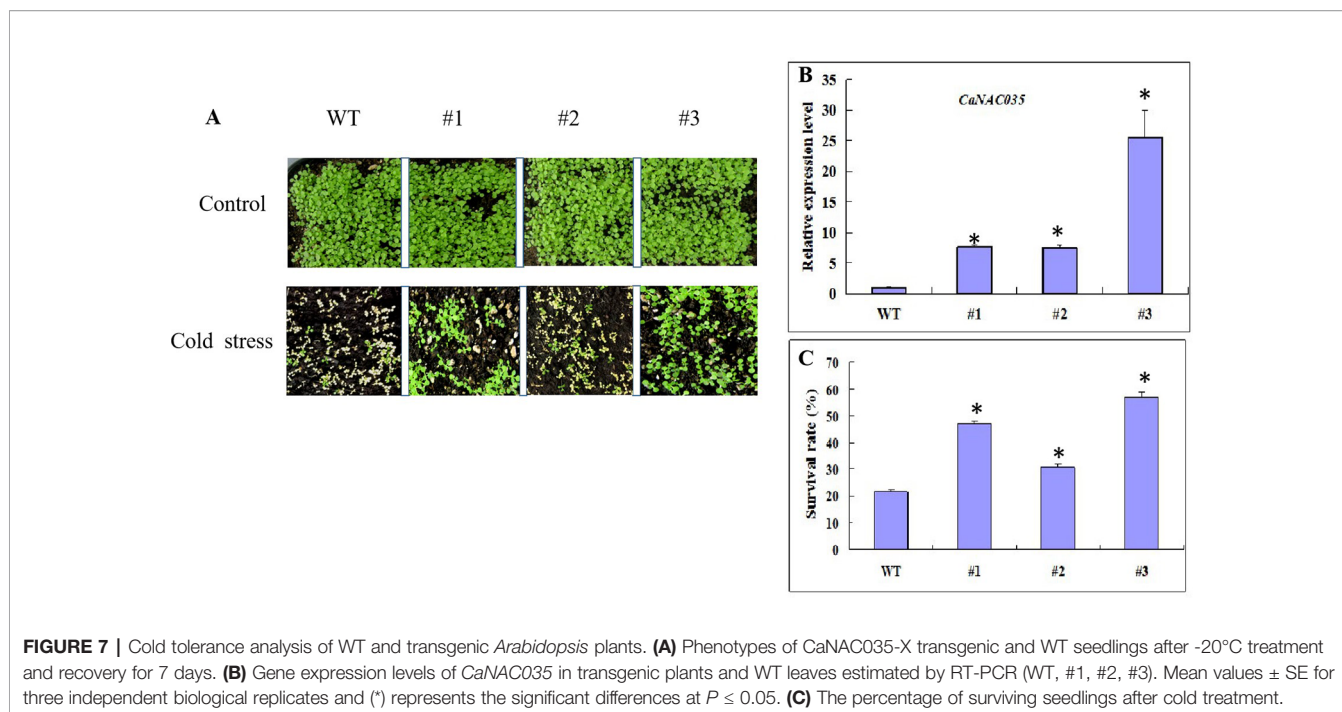 A WT #1 #2 #3
Control
Cold stress
B
CaNAC035
Relative expression level
35
30
25
20
15
10
5
0
* * *
WT #1 #2 #3
C
Survival rate (%)
70
60
50
40
30
20
10
0
* * *
WT #1 #2 #3
FIGURE 7 | Cold tolerance analysis of WT and transgenic Arabidopsis plants. (A) Phenotypes of CaNAC035-X transgenic and WT seedlings after -20°C treatment
and recovery for 7 days. (B) Gene expression levels of CaNAC035 in transgenic plants and WT leaves estimated by RT-PCR (WT, #1, #2, #3). Mean values ± SE for
three independent biological replicates and (*) represents the significant differences at P ≤ 0.05. (C) The percentage of surviving seedlings after cold treatment.